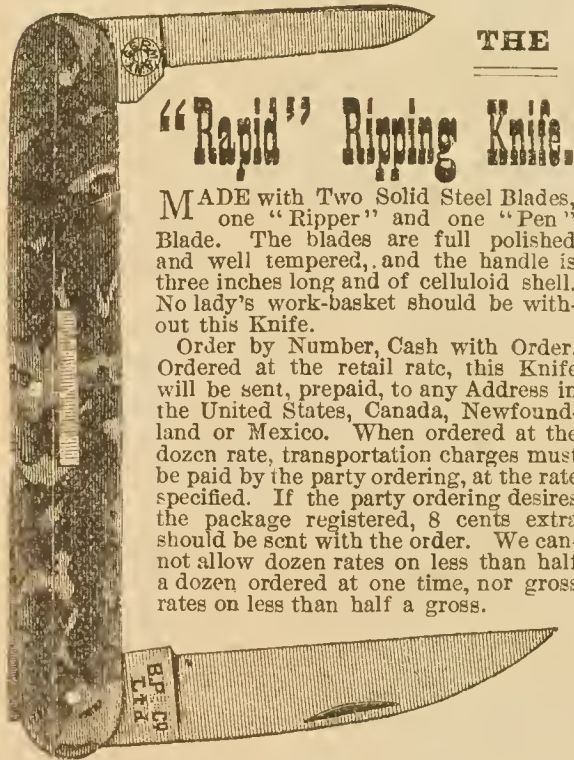 THE
“Rapid” Ripping Knife.
MADE with Two Solid Steel Blades,
one “Ripper” and one “Pen”
Blade. The blades are full polished
and well tempered, and the handle is
three inches long and of celluloid shell.
No lady's work-basket should be with-
out this Knife.
Order by Number, Cash with Order.
Ordered at the retail rate, this Knife
will be sent, prepaid, to any Address in
the United States, Canada, Newfound-
land or Mexico. When ordered at the
dozen rate, transportation charges must
be paid by the party ordering, at the rate
specified. If the party ordering desires
the package registered, 8 cents extra
should be sent with the order. We can-
not allow dozen rates on less than half
a dozen ordered at one time, nor gross
rates on less than half a gross.
B.P. Co
Ltd